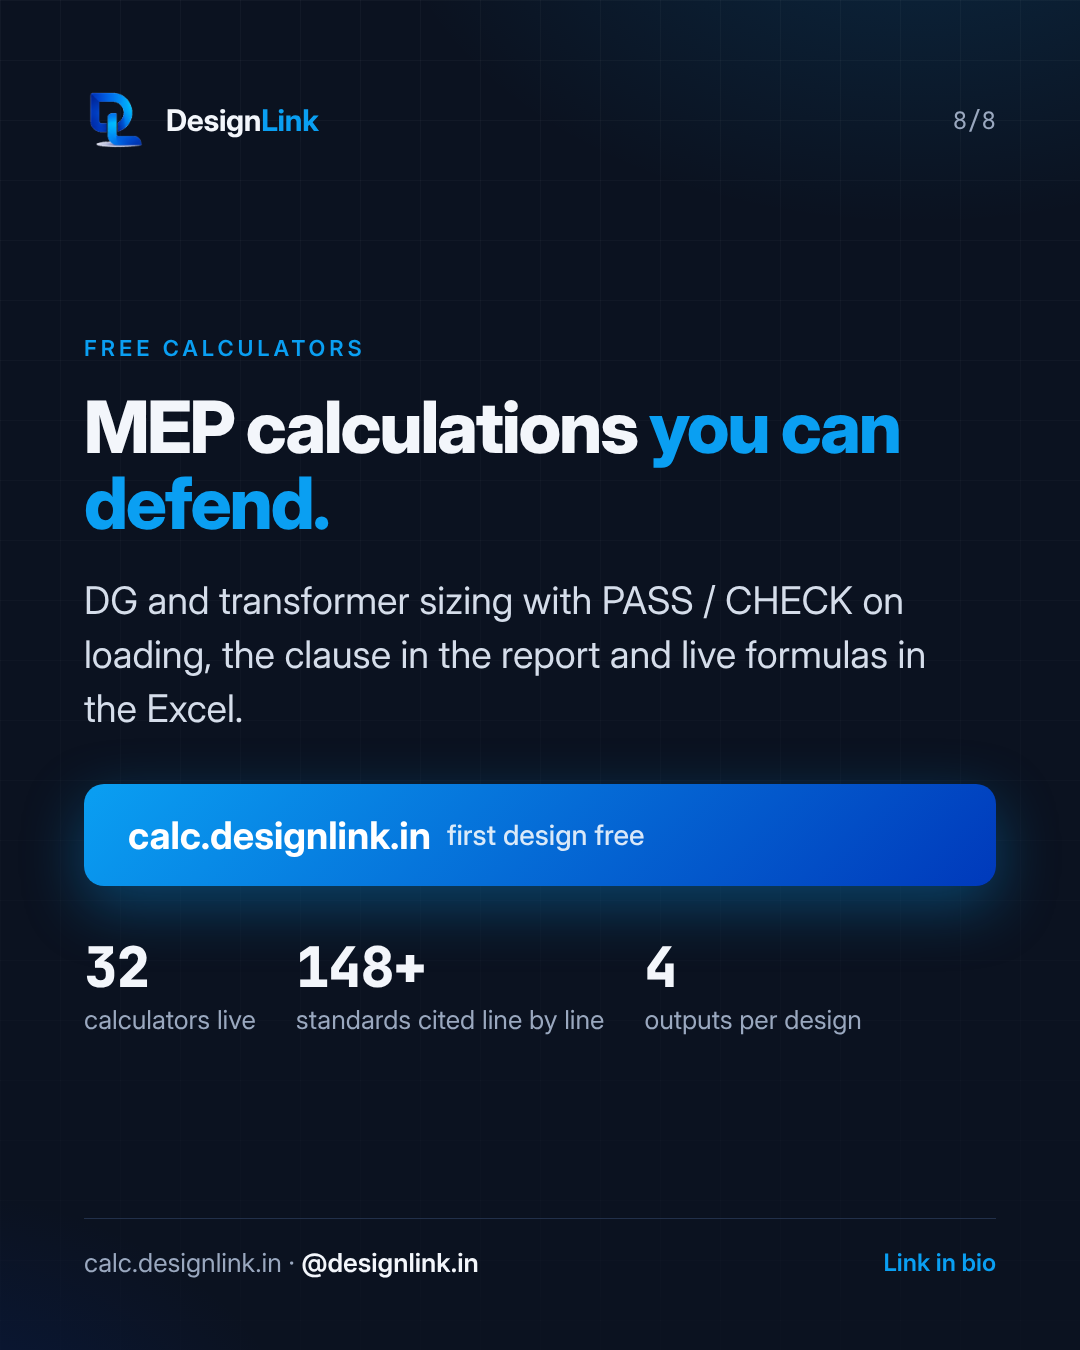 DesignLink
8/8
FREE CALCULATORS
MEP calculations you can
defend.
DG and transformer sizing with PASS / CHECK on
loading, the clause in the report and live formulas in
the Excel.
calc.designlink.in first design free
32
calculators live
148+
standards cited line by line
4
outputs per design
calc.designlink.in · @designlink.in
Link in bio